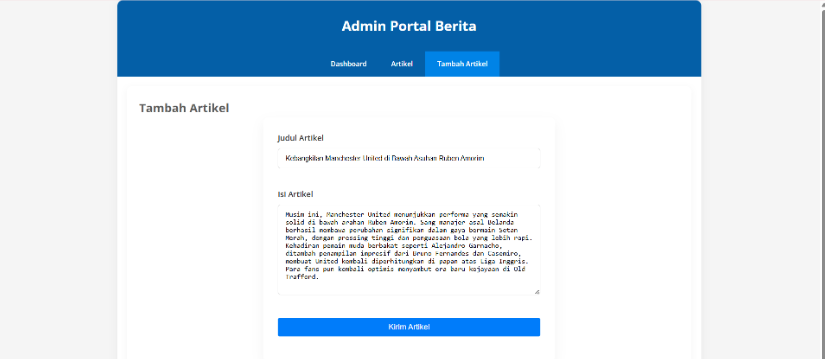 Admin Portal Berita
Dashboard Artikel Tambah Artikel
Tambah Artikel
Judul Artikel
Kebangkitan Manchester United di Bawah Asuhan Ruben Amorim
Isi Artikel
Musim ini, Manchester United menunjukkan performa yang semakin
solid di bawah arahan Ruben Amorim. Sang manajer asal Belanda
berhasil membawa perubahan signifikan dalam gaya bermain Setan
Merah, dengan pressing tinggi dan penguasaan bola yang lebih rapi.
Kehadiran pemain muda berbakat seperti Alejandro Garnacho,
ditambah penampilan impresif dari Bruno Fernandes dan Casemiro,
membuat United kembali diperhitungkan di papan atas Liga Inggris.
Para fans pun kembali optimis menyambut era baru kejayaan di Old
Trafford.
Kirim Artikel